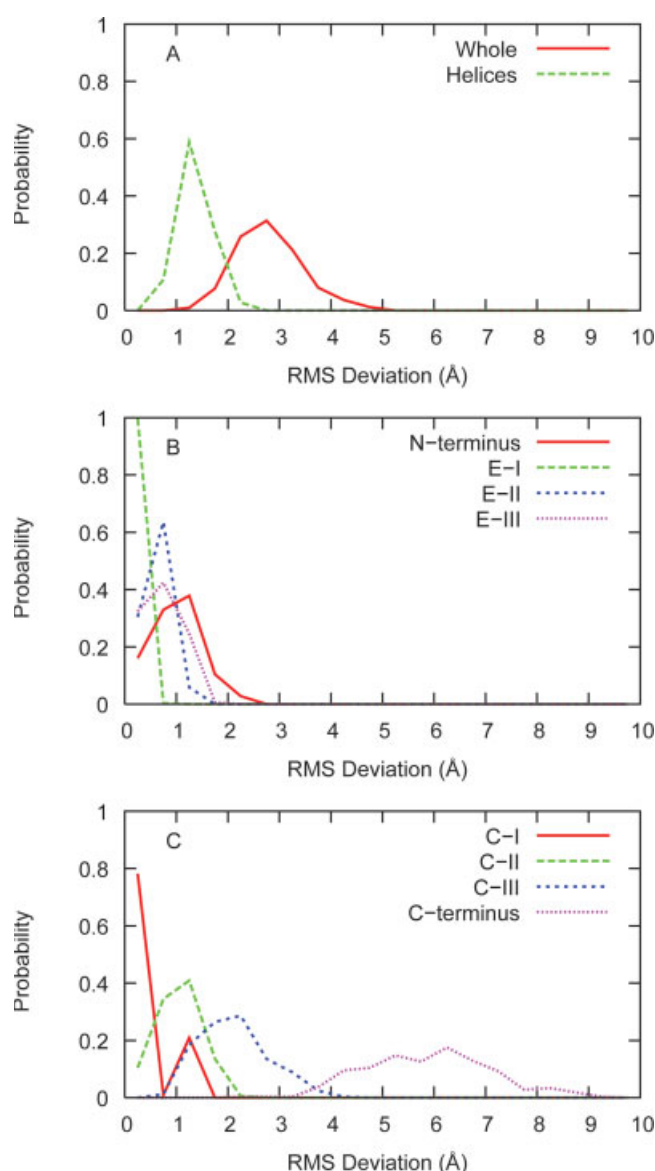 A
Whole
Helices
1
0.8
0.6
0.4
0.2
0
Probability
0 1 2 3 4 5 6 7 8 9 10
RMS Deviation (Å)
B
N-terminus
E-I
E-II
E-III
1
0.8
0.6
0.4
0.2
0
Probability
0 1 2 3 4 5 6 7 8 9 10
RMS Deviation (Å)
C
C-I
C-II
C-III
C-terminus
1
0.8
0.6
0.4
0.2
0
Probability
0 1 2 3 4 5 6 7 8 9 10
RMS Deviation (Å)